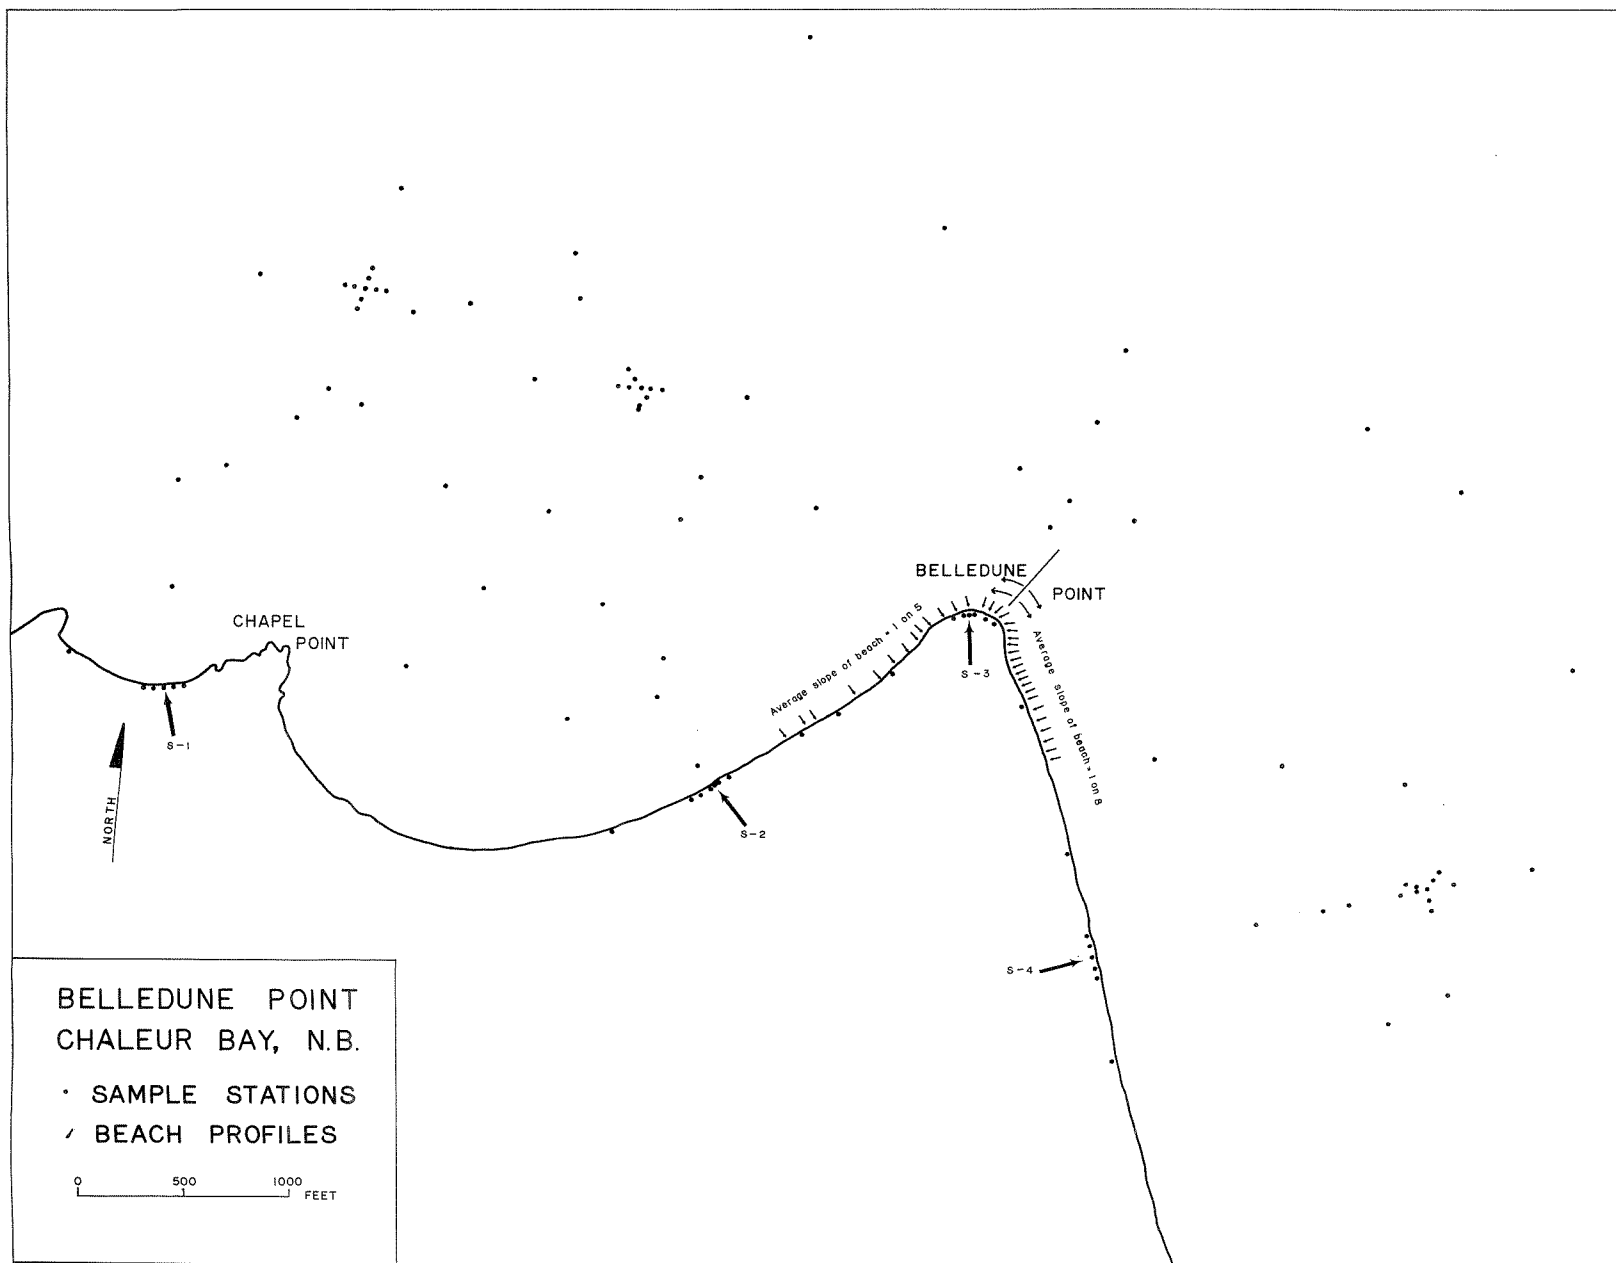 BELLEDUNE
POINT
CHAPEL
POINT
Average slope of beach = 1 on 5
Average slope of beach = 1 on 8
S-3
S-1
NORTH
S-2
S-4
BELLEDUNE POINT
CHALEUR BAY, N.B.
SAMPLE STATIONS
BEACH PROFILES
0 500 1000
FEET